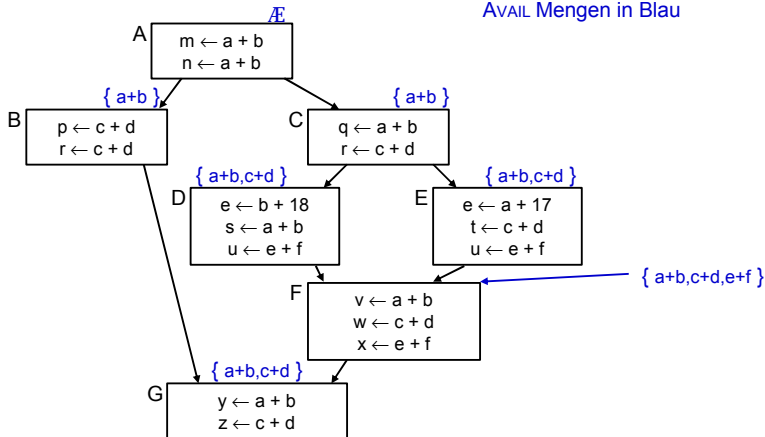 AVAIL Mengen in Blau
Æ
A
m ← a + b
n ← a + b
{ a+b }
{ a+b }
B
p ← c + d
r ← c + d
C
q ← a + b
r ← c + d
{ a+b,c+d }
{ a+b,c+d }
D
e ← b + 18
s ← a + b
u ← e + f
E
e ← a + 17
t ← c + d
u ← e + f
{ a+b,c+d,e+f }
F
v ← a + b
w ← c + d
x ← e + f
{ a+b,c+d }
G
y ← a + b
z ← c + d